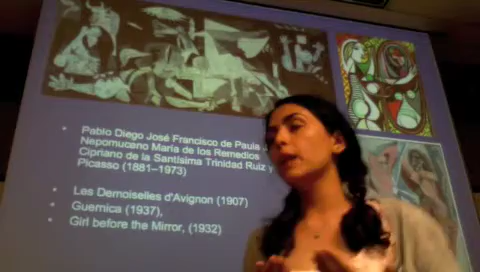 • Pablo Diego José Francisco de Paula J
Nepomuceno María de los Remedios
Cipriano de la Santísima Trinidad Ruiz y
Picasso (1881–1973)
• Les Demoiselles d'Avignon (1907)
• Guernica (1937),
• Girl before the Mirror, (1932)